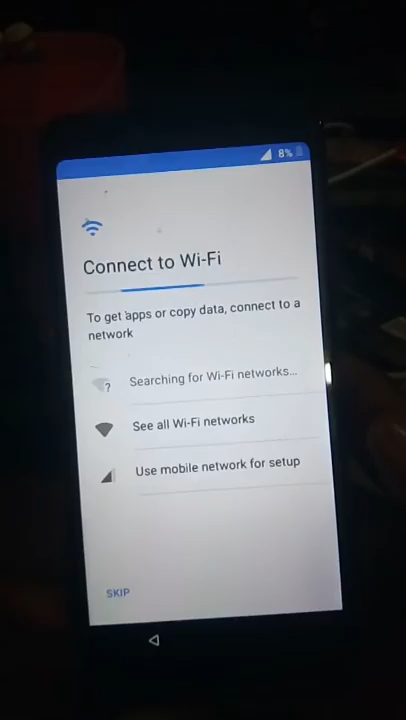 8%
Connect to Wi-Fi
To get apps or copy data, connect to a
network
?
Searching for Wi-Fi networks...
See all Wi-Fi networks
Use mobile network for setup
SKIP